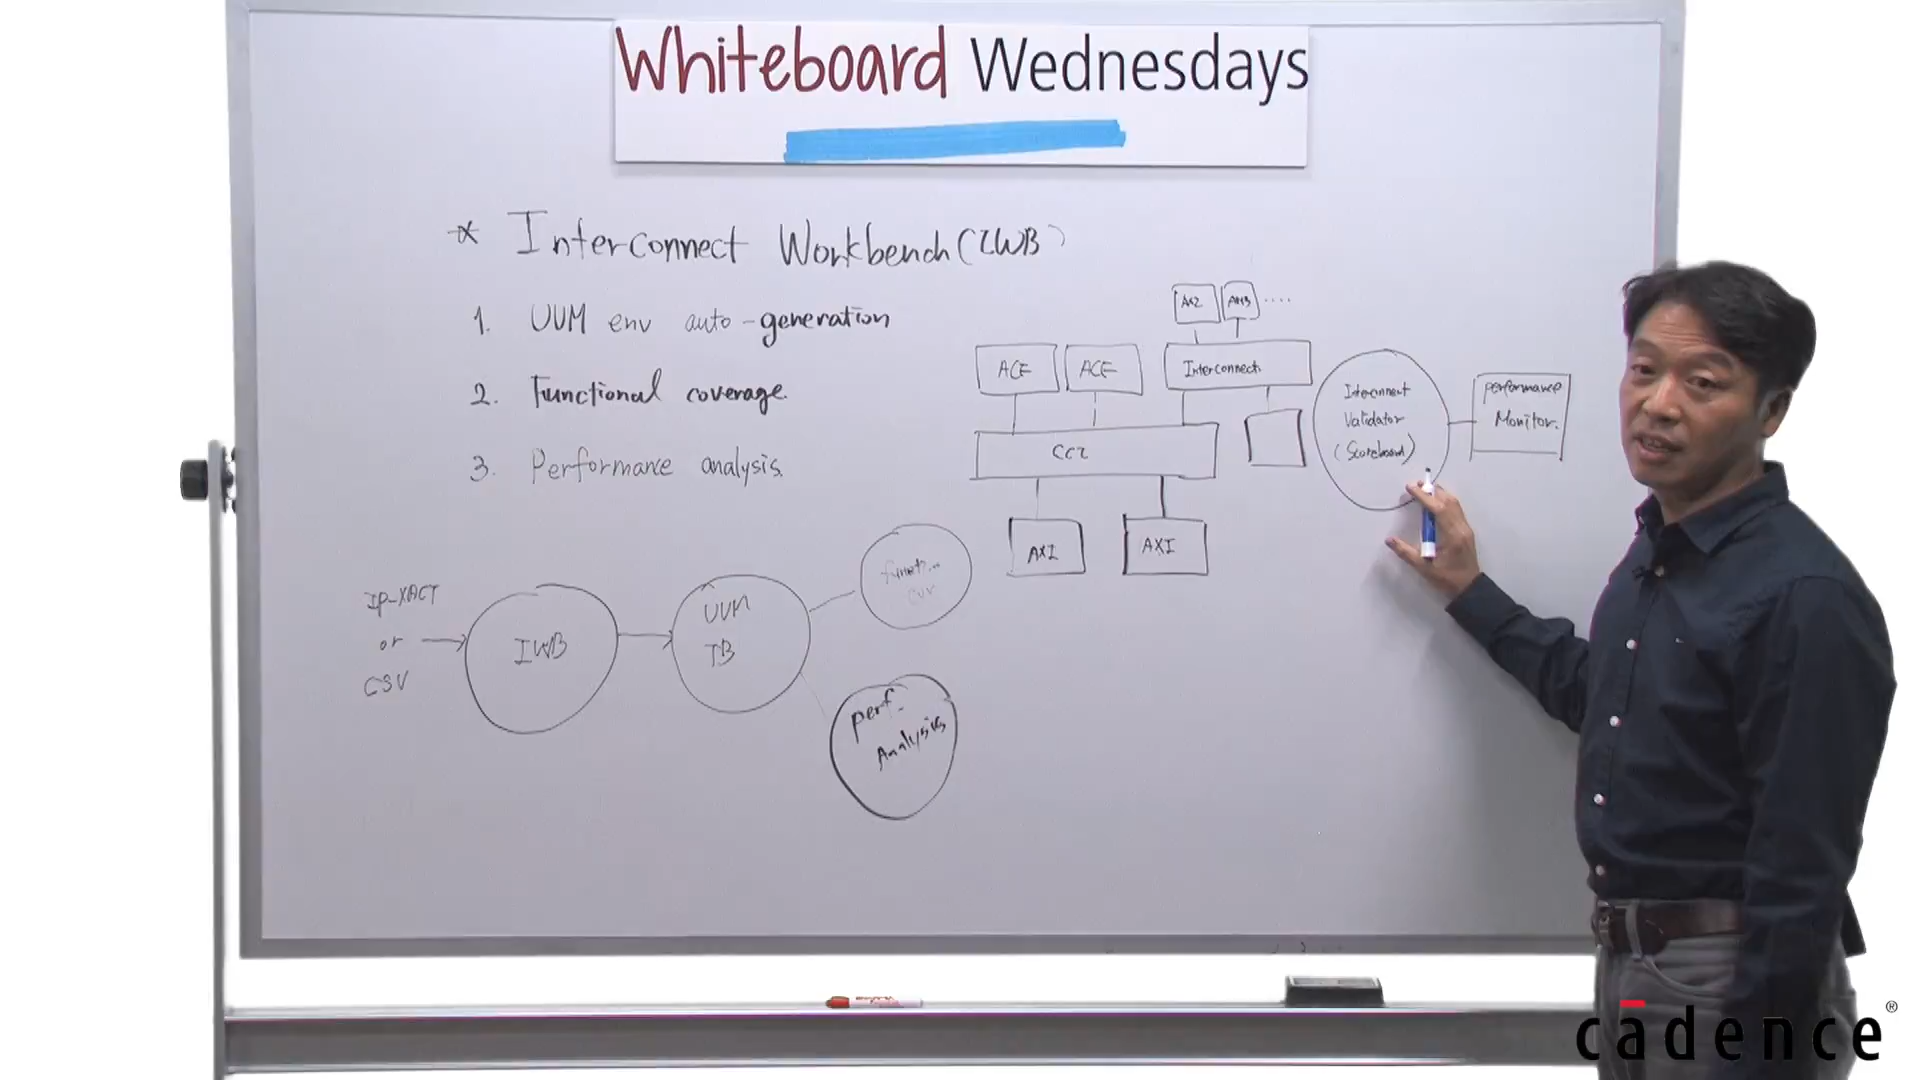 Whiteboard Wednesdays
* Interconnect Workbench (IWB)
1. UVM env auto-generation
2. Functional coverage.
3. Performance analysis.
IP-XACT
or
CSV
IWB
UVM
TB
perf-
Analysis
ACE
ACE
Interconnect
CCI
AXI
AXI
Interconnect
Validator
(Scoreboard)
performance
Monitor.
cadence®